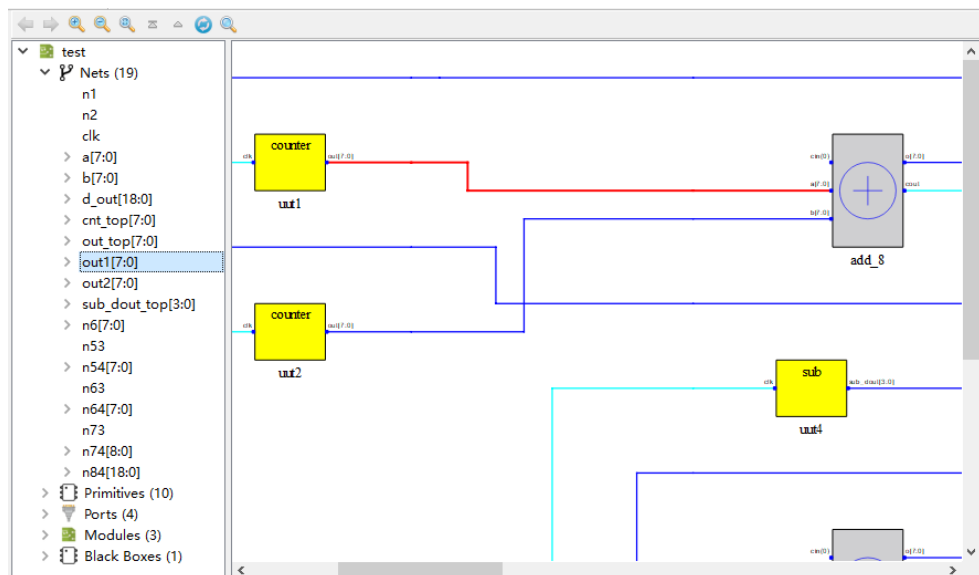 test
Nets (19)
n1
n2
clk
a[7:0]
b[7:0]
d_out[18:0]
cnt_top[7:0]
out_top[7:0]
out1[7:0]
out2[7:0]
sub_dout_top[3:0]
n6[7:0]
n53
n54[7:0]
n63
n64[7:0]
n73
n74[8:0]
n84[18:0]
Primitives (10)
Ports (4)
Modules (3)
Black Boxes (1)
counter
clk
out[7:0]
uut1
cin(0)
o[7:0]
a[7:0]
cout
b[7:0]
add_8
counter
clk
out[7:0]
uut2
sub
clk
sub_dout[3:0]
uut4
cin(0)
o[7:0]